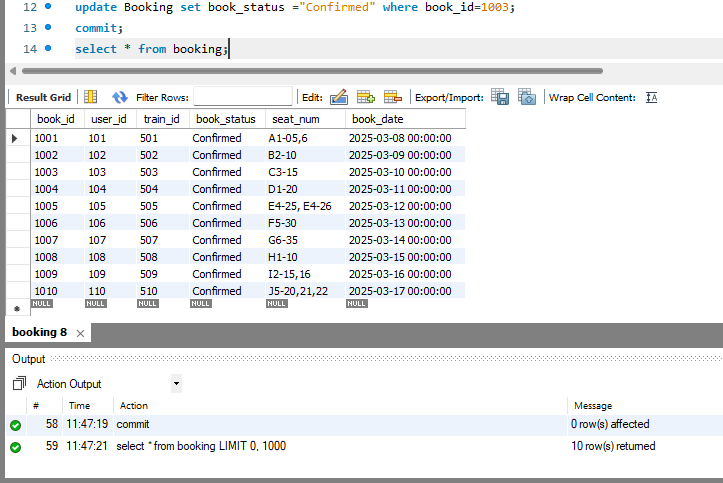 12 update Booking set book_status ="Confirmed" where book_id=1003;
13 commit;
14 select * from booking;
Result Grid Filter Rows: Edit: Export/Import: Wrap Cell Content:
book_id user_id train_id book_status seat_num book_date
1001 101 501 Confirmed A1-05,6 2025-03-08 00:00:00
1002 102 502 Confirmed B2-10 2025-03-09 00:00:00
1003 103 503 Confirmed C3-15 2025-03-10 00:00:00
1004 104 504 Confirmed D1-20 2025-03-11 00:00:00
1005 105 505 Confirmed E4-25, E4-26 2025-03-12 00:00:00
1006 106 506 Confirmed F5-30 2025-03-13 00:00:00
1007 107 507 Confirmed G6-35 2025-03-14 00:00:00
1008 108 508 Confirmed H1-10 2025-03-15 00:00:00
1009 109 509 Confirmed I2-15,16 2025-03-16 00:00:00
1010 110 510 Confirmed J5-20,21,22 2025-03-17 00:00:00
NULL NULL NULL NULL NULL NULL
booking 8
Output
Action Output
# Time Action Message
58 11:47:19 commit 0 row(s) affected
59 11:47:21 select * from booking LIMIT 0, 1000 10 row(s) returned